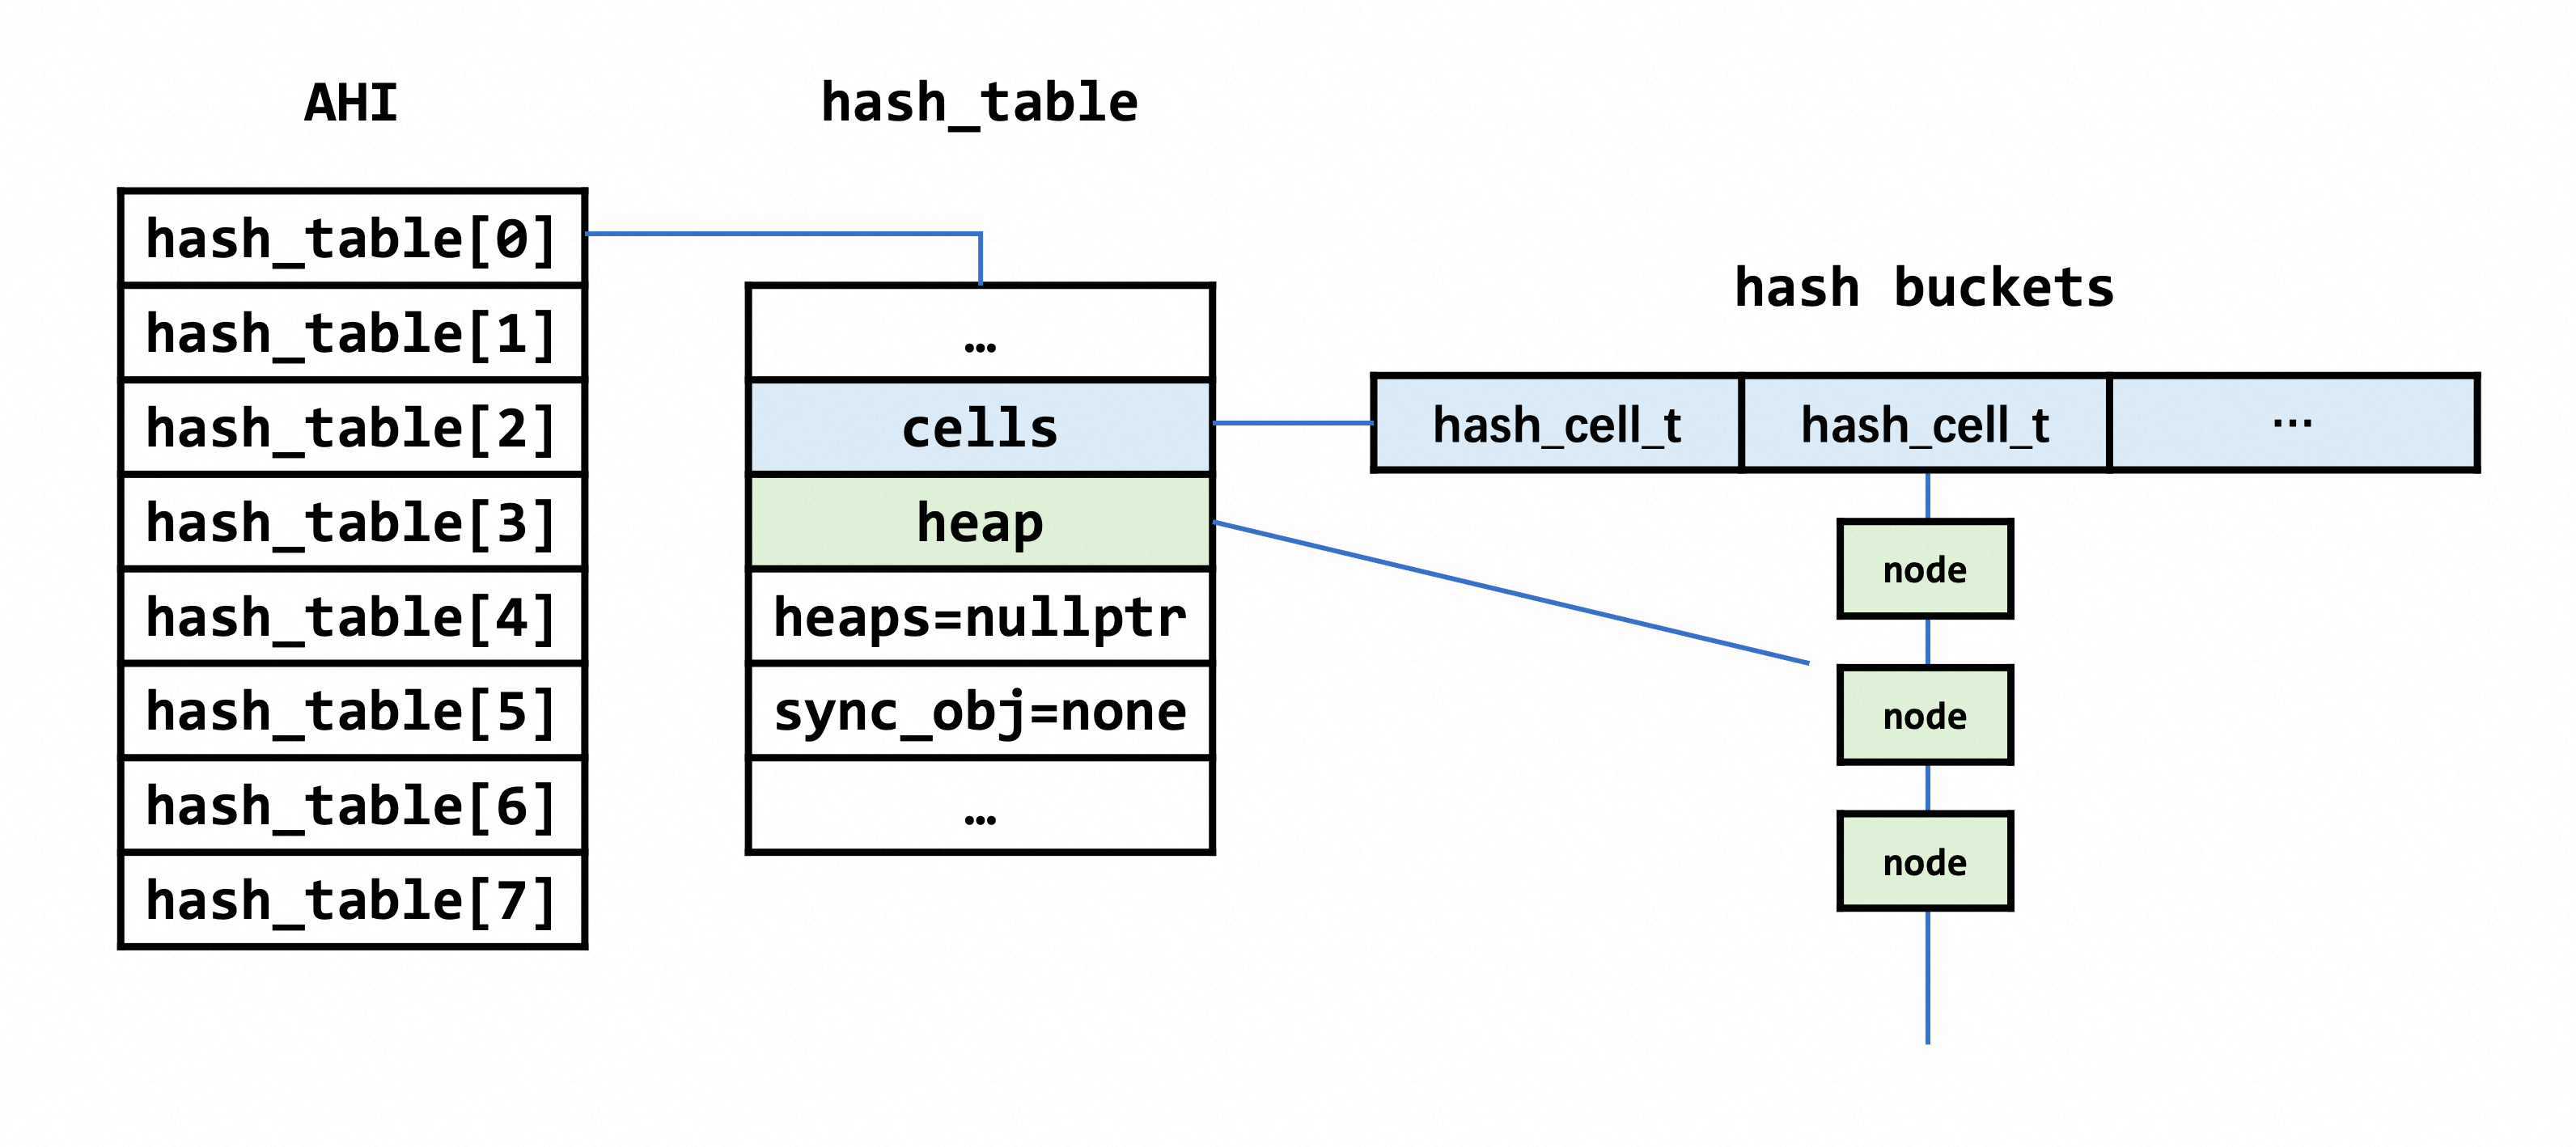 AHI
hash_table[0]
hash_table[1]
hash_table[2]
hash_table[3]
hash_table[4]
hash_table[5]
hash_table[6]
hash_table[7]
hash_table
…
cells
heap
heaps=nullptr
sync_obj=none
…
hash buckets
hash_cell_t hash_cell_t …
node
node
node